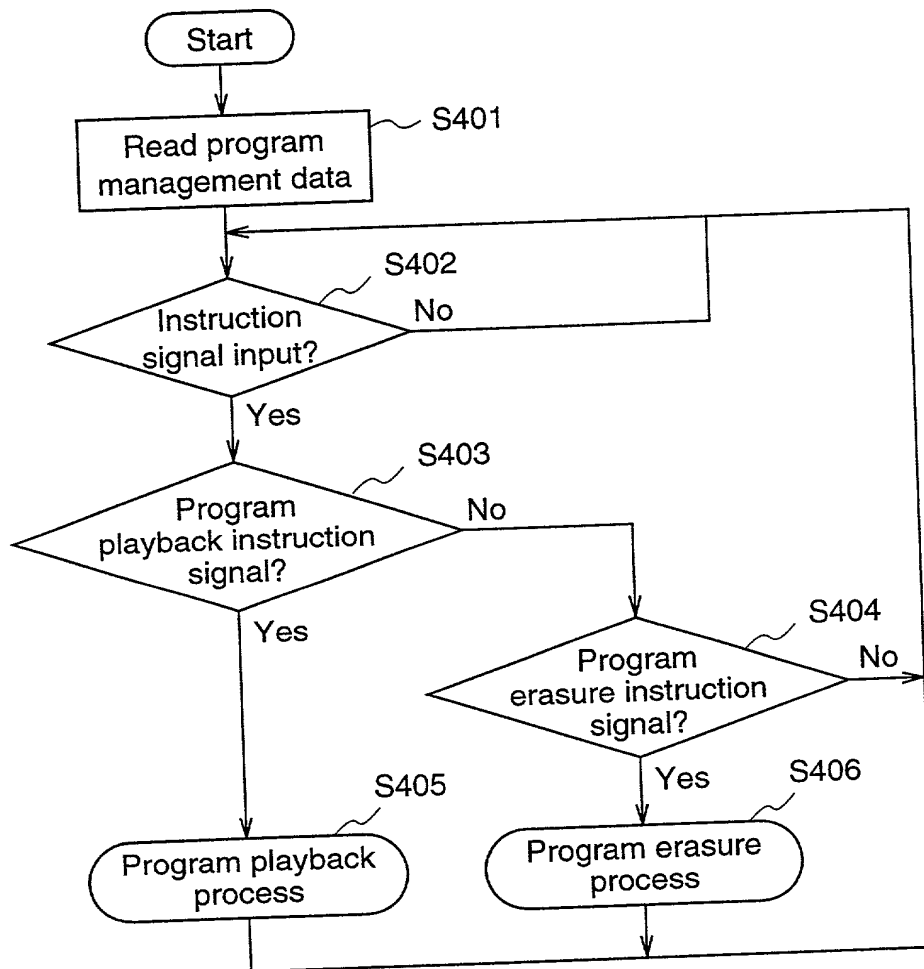 Start
S401
Read program
management data
S402
Instruction
signal input?
No
Yes
S403
Program
playback instruction
signal?
No
Yes
S404
Program
erasure instruction
signal?
No
Yes
S405
Program playback
process
S406
Program erasure
process